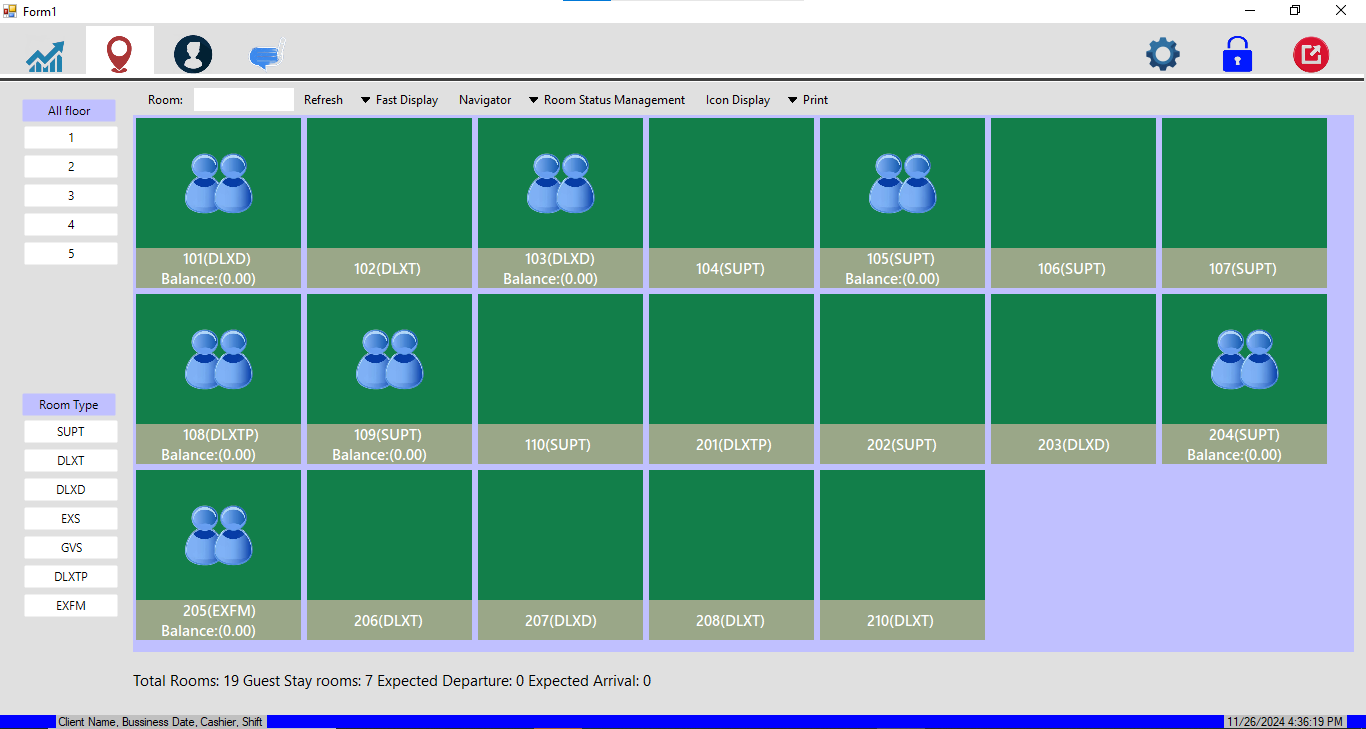 Form1
Room: Refresh Fast Display Navigator Room Status Management Icon Display Print
All floor
1
2
3
4
5
Room Type
SUPT
DLXT
DLXD
EXS
GVS
DLXTP
EXFM
101(DLXD)
Balance:(0.00)
102(DLXT)
103(DLXD)
Balance:(0.00)
104(SUPT)
105(SUPT)
Balance:(0.00)
106(SUPT)
107(SUPT)
108(DLXTP)
Balance:(0.00)
109(SUPT)
Balance:(0.00)
110(SUPT)
201(DLXTP)
202(SUPT)
203(DLXD)
204(SUPT)
Balance:(0.00)
205(EXFM)
Balance:(0.00)
206(DLXT)
207(DLXD)
208(DLXT)
210(DLXT)
Total Rooms: 19 Guest Stay rooms: 7 Expected Departure: 0 Expected Arrival: 0
Client Name, Bussiness Date, Cashier, Shift
11/26/2024 4:36:19 PM